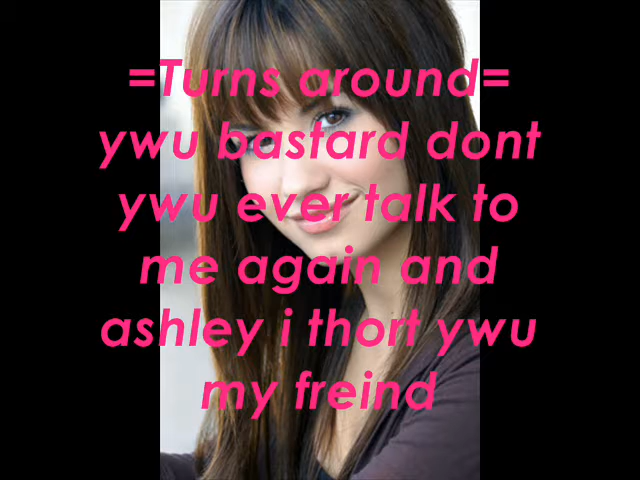 =Turns around=
ywu bastard dont
ywu ever talk to
me again and
ashley i thort ywu
my freind